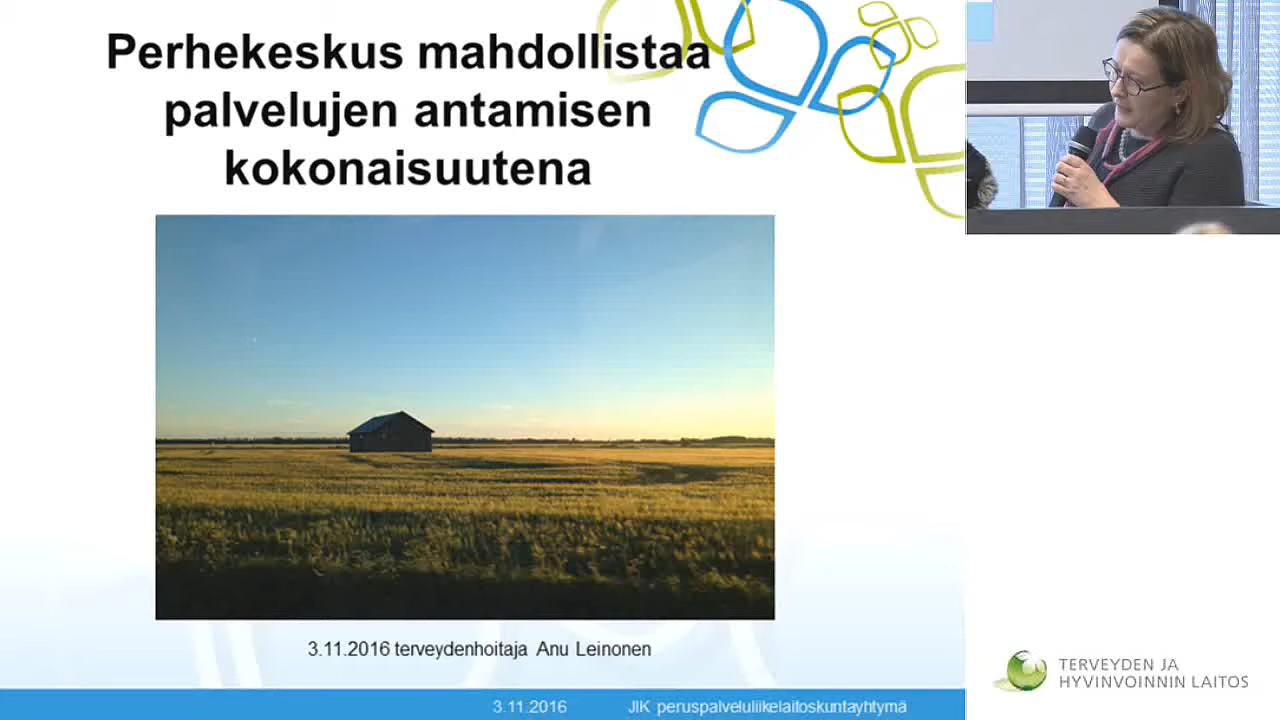 Perhekeskus mahdollistaa
palvelujen antamisen
kokonaisuutena
3.11.2016 terveydenhoitaja Anu Leinonen
3.11.2016 JIK peruspalveluliikelaitoskuntayhtymä
TERVEYDEN JA
HYVINVOINNIN LAITOS